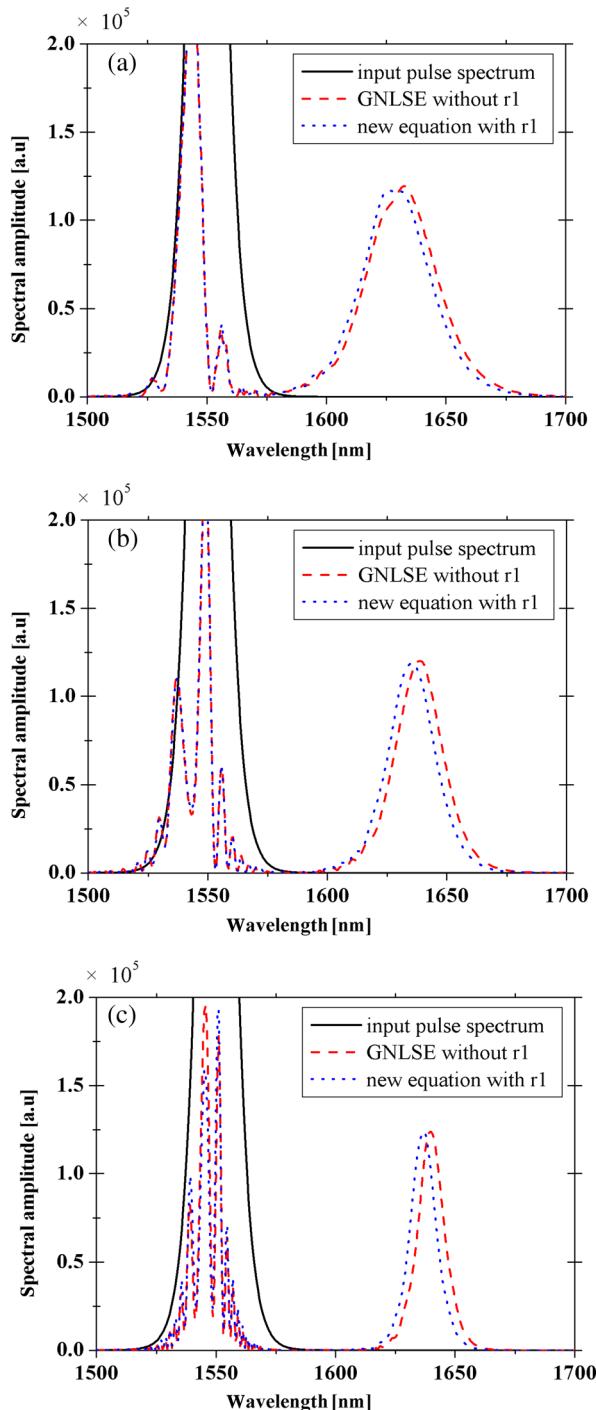 × 10⁵
2.0
(a)
input pulse spectrum
GNLSE without r1
new equation with r1
1.5
1.0
0.5
0.0
Spectral amplitude [a.u]
1500 1550 1600 1650 1700
Wavelength [nm]
× 10⁵
2.0
(b)
input pulse spectrum
GNLSE without r1
new equation with r1
1.5
1.0
0.5
0.0
Spectral amplitude [a.u]
1500 1550 1600 1650 1700
Wavelength [nm]
× 10⁵
2.0
(c)
input pulse spectrum
GNLSE without r1
new equation with r1
1.5
1.0
0.5
0.0
Spectral amplitude [a.u]
1500 1550 1600 1650 1700
Wavelength [nm]